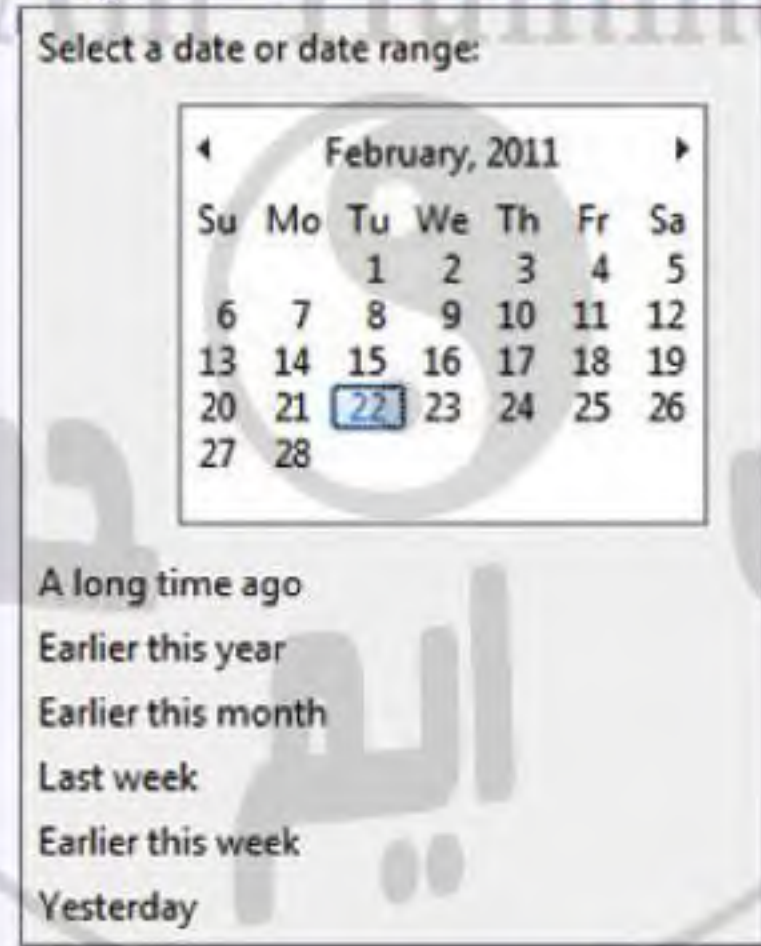 Select a date or date range:
February, 2011
Su Mo Tu We Th Fr Sa
1 2 3 4 5
6 7 8 9 10 11 12
13 14 15 16 17 18 19
20 21 22 23 24 25 26
27 28
A long time ago
Earlier this year
Earlier this month
Last week
Earlier this week
Yesterday